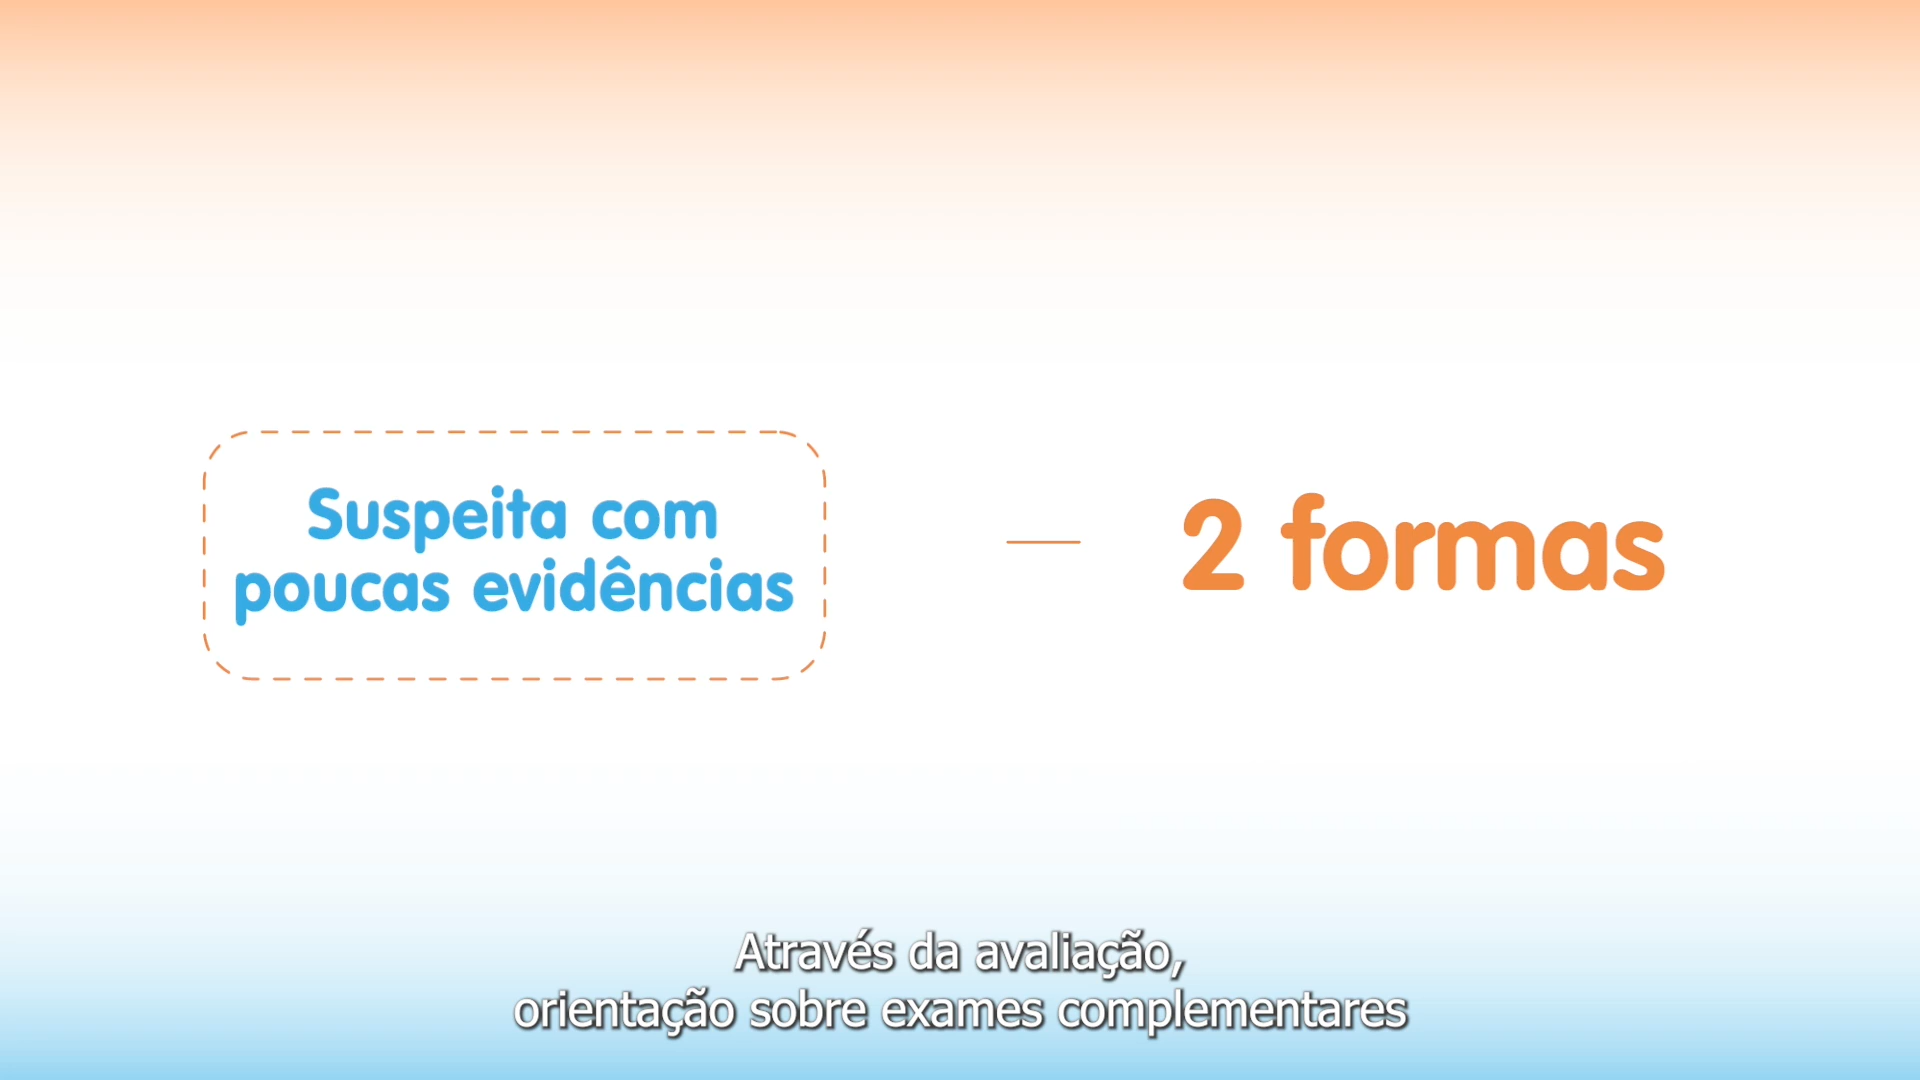 Suspeita com
poucas evidências
2 formas
Através da avaliação,
orientação sobre exames complementares